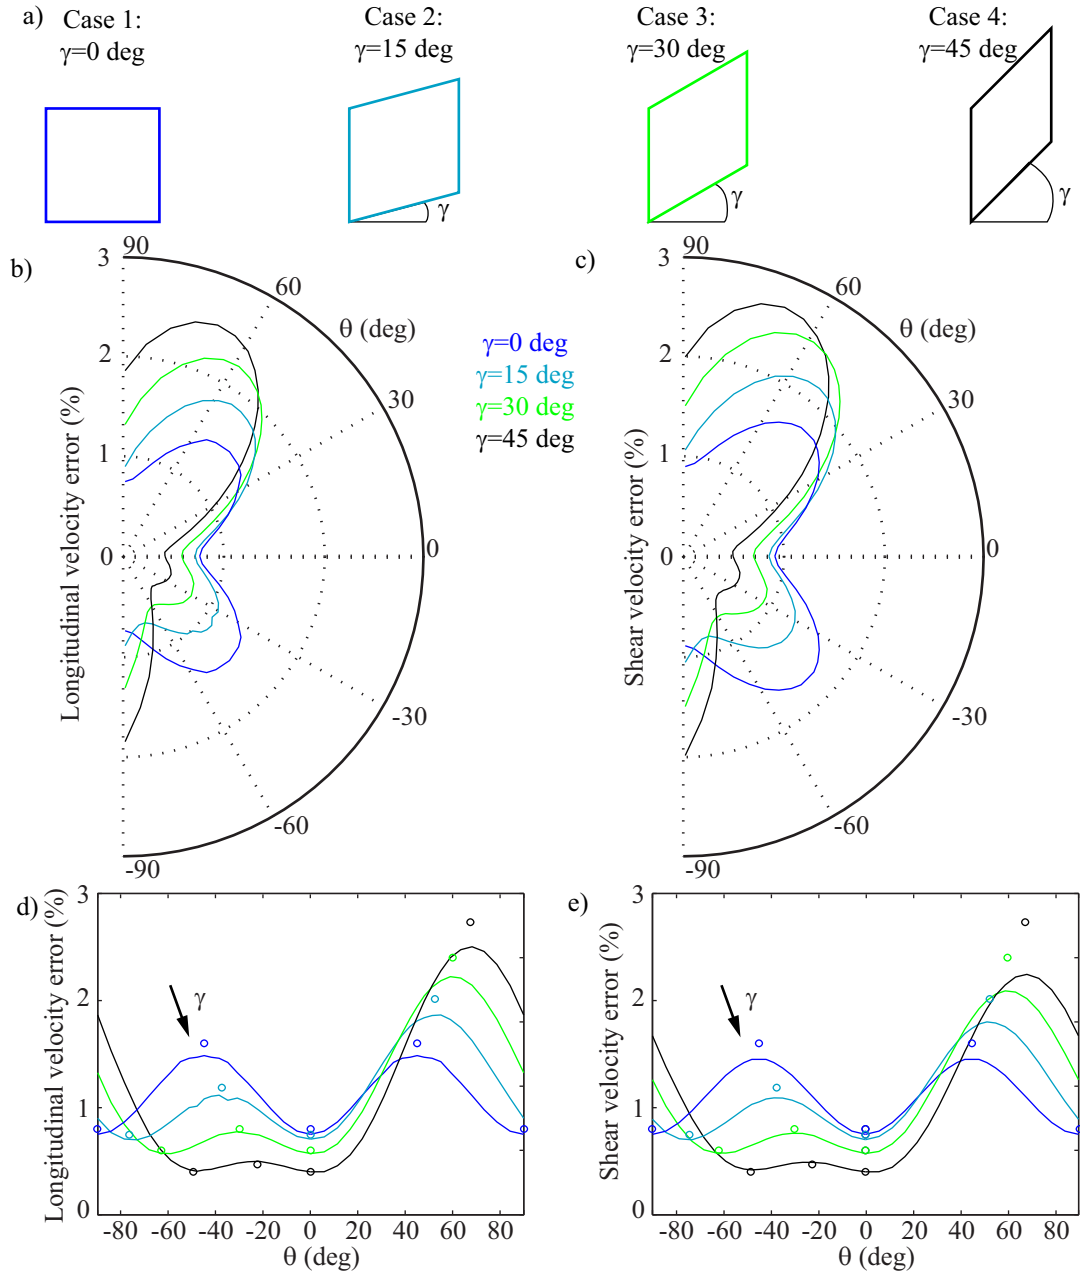 a)
Case 1:
γ=0 deg
Case 2:
γ=15 deg
Case 3:
γ=30 deg
Case 4:
γ=45 deg
γ
γ
γ
γ
b)
Longitudinal velocity error (%)
3
2
1
0
90
60
θ (deg)
30
0
-30
-60
-90
γ=0 deg
γ=15 deg
γ=30 deg
γ=45 deg
c)
Shear velocity error (%)
3
2
1
0
90
60
θ (deg)
30
0
-30
-60
-90
d)
Longitudinal velocity error (%)
3
2
1
0
γ
-80 -60 -40 -20 0 20 40 60 80
θ (deg)
e)
Shear velocity error (%)
3
2
1
0
γ
-80 -60 -40 -20 0 20 40 60 80
θ (deg)